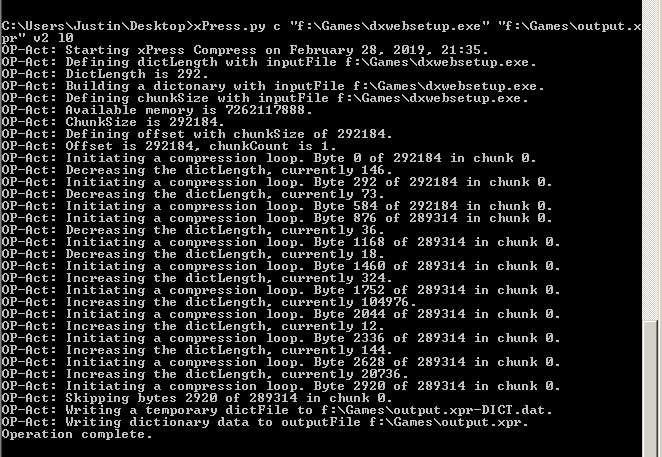 C:\Users\Justin\Desktop>xPress.py c "f:\Games\dxwebsetup.exe" "f:\Games\output.x
pr" v2 l0
OP-Act: Starting xPress Compress on February 28, 2019, 21:35.
OP-Act: Defining dictLength with inputFile f:\Games\dxwebsetup.exe.
OP-Act: DictLength is 292.
OP-Act: Building a dictonary with inputFile f:\Games\dxwebsetup.exe.
OP-Act: Defining chunkSize with inputFile f:\Games\dxwebsetup.exe.
OP-Act: Available memory is 7262117888.
OP-Act: ChunkSize is 292184.
OP-Act: Defining offset with chunkSize of 292184.
OP-Act: Offset is 292184, chunkCount is 1.
OP-Act: Initiating a compression loop. Byte 0 of 292184 in chunk 0.
OP-Act: Decreasing the dictLength, currently 146.
OP-Act: Initiating a compression loop. Byte 292 of 292184 in chunk 0.
OP-Act: Decreasing the dictLength, currently 73.
OP-Act: Initiating a compression loop. Byte 584 of 292184 in chunk 0.
OP-Act: Initiating a compression loop. Byte 876 of 289314 in chunk 0.
OP-Act: Decreasing the dictLength, currently 36.
OP-Act: Initiating a compression loop. Byte 1168 of 289314 in chunk 0.
OP-Act: Decreasing the dictLength, currently 18.
OP-Act: Initiating a compression loop. Byte 1460 of 289314 in chunk 0.
OP-Act: Increasing the dictLength, currently 324.
OP-Act: Initiating a compression loop. Byte 1752 of 289314 in chunk 0.
OP-Act: Increasing the dictLength, currently 104976.
OP-Act: Initiating a compression loop. Byte 2044 of 289314 in chunk 0.
OP-Act: Increasing the dictLength, currently 12.
OP-Act: Initiating a compression loop. Byte 2336 of 289314 in chunk 0.
OP-Act: Increasing the dictLength, currently 144.
OP-Act: Initiating a compression loop. Byte 2628 of 289314 in chunk 0.
OP-Act: Increasing the dictLength, currently 20736.
OP-Act: Initiating a compression loop. Byte 2920 of 289314 in chunk 0.
OP-Act: Skipping bytes 2920 of 289314 in chunk 0.
OP-Act: Writing a temporary dictFile to f:\Games\output.xpr-DICT.dat.
OP-Act: Writing dictionary data to outputFile f:\Games\output.xpr.
Operation complete.